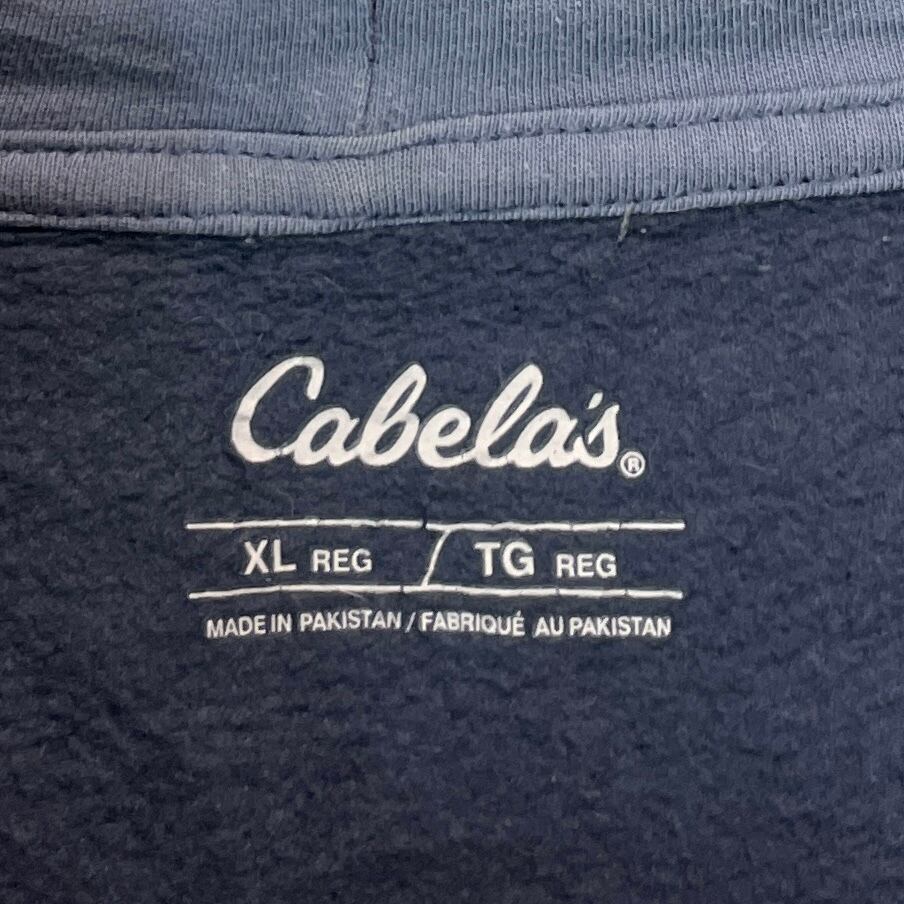 Cabela's®
XL REG / TG REG
MADE IN PAKISTAN / FABRIQUÉ AU PAKISTAN